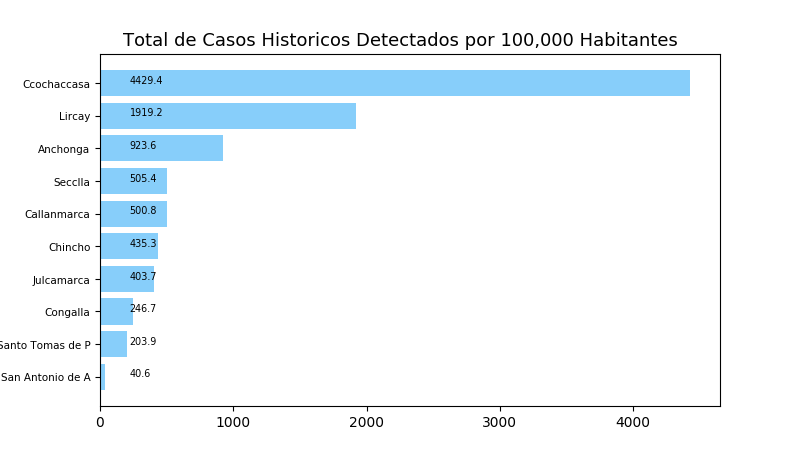 Total de Casos Historicos Detectados por 100,000 Habitantes
Ccochaccasa 4429.4
Lircay 1919.2
Anchonga 923.6
Secclla 505.4
Callanmarca 500.8
Chincho 435.3
Julcamarca 403.7
Congalla 246.7
Santo Tomas de P 203.9
San Antonio de A 40.6
0 1000 2000 3000 4000